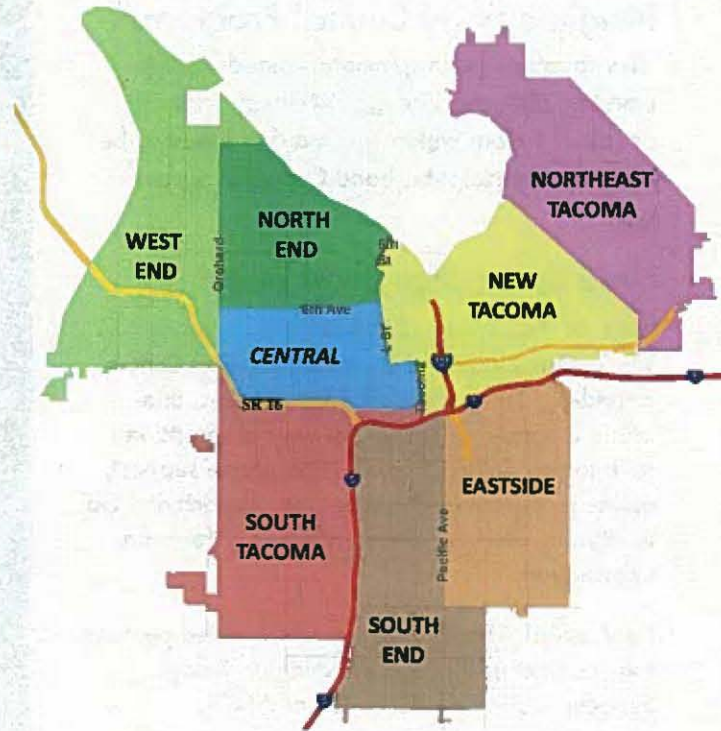 NORTHEAST
TACOMA
NORTH
END
WEST
END
Orchard
NEW
TACOMA
6th Ave
CENTRAL
SR 16
EASTSIDE
SOUTH
TACOMA
Pacific Ave
SOUTH
END